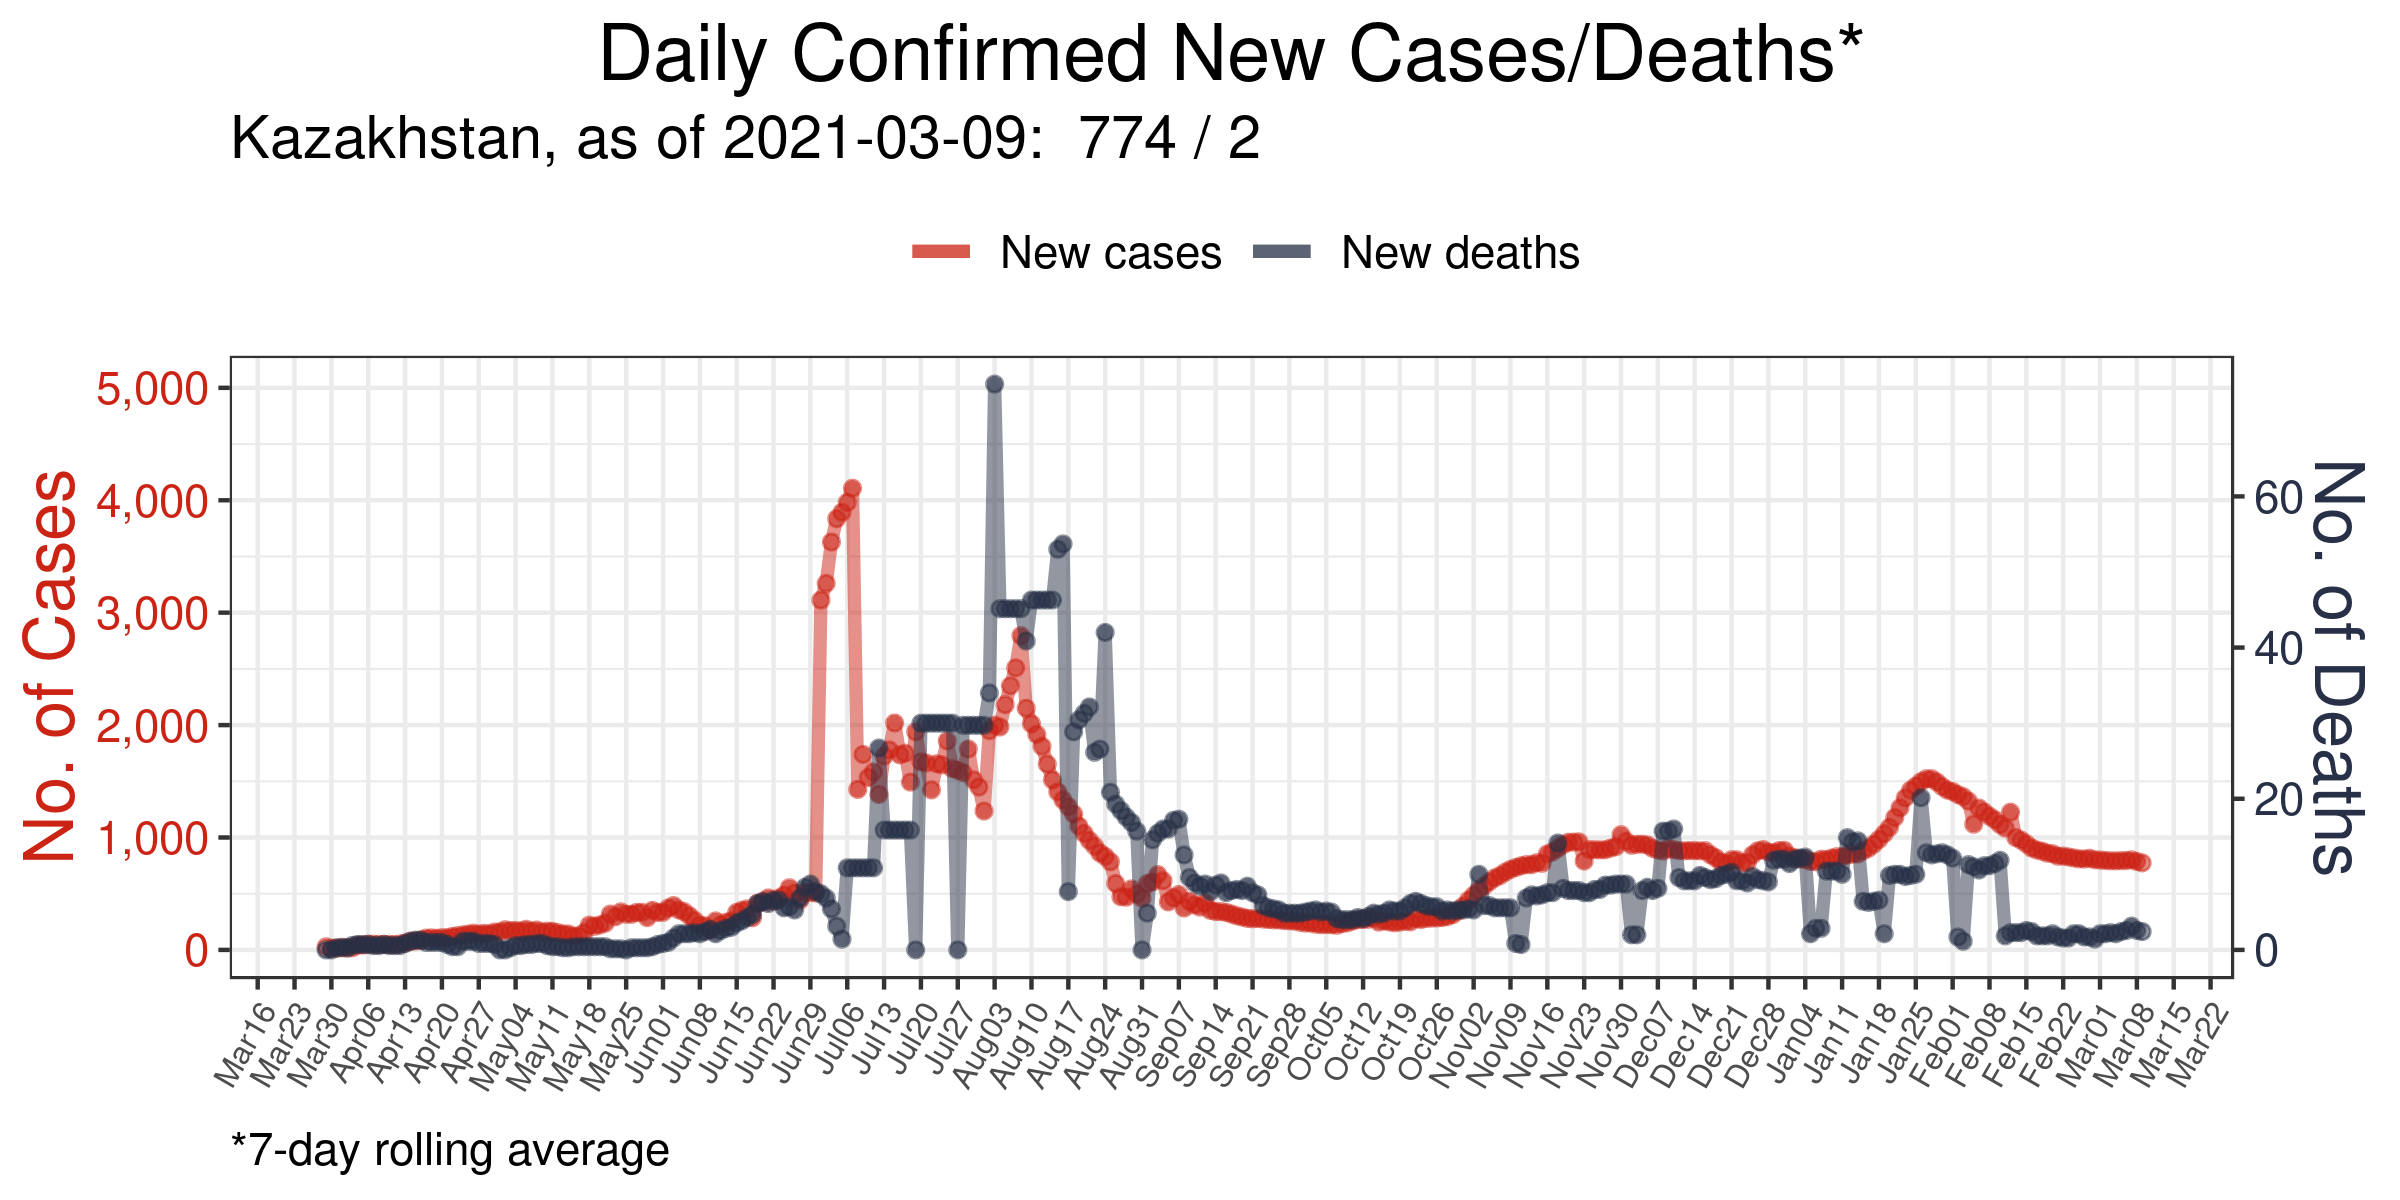 Daily Confirmed New Cases/Deaths*
Kazakhstan, as of 2021-03-09:  774 / 2
New cases
New deaths
No. of Cases
5,000
4,000
3,000
2,000
1,000
0
60
40
20
0
No. of Deaths
Mar16
Mar23
Mar30
Apr06
Apr13
Apr20
Apr27
May04
May11
May18
May25
Jun01
Jun08
Jun15
Jun22
Jun29
Jul06
Jul13
Jul20
Jul27
Aug03
Aug10
Aug17
Aug24
Aug31
Sep07
Sep14
Sep21
Sep28
Oct05
Oct12
Oct19
Oct26
Nov02
Nov09
Nov16
Nov23
Nov30
Dec07
Dec14
Dec21
Dec28
Jan04
Jan11
Jan18
Jan25
Feb01
Feb08
Feb15
Feb22
Mar01
Mar08
Mar15
Mar22
*7-day rolling average